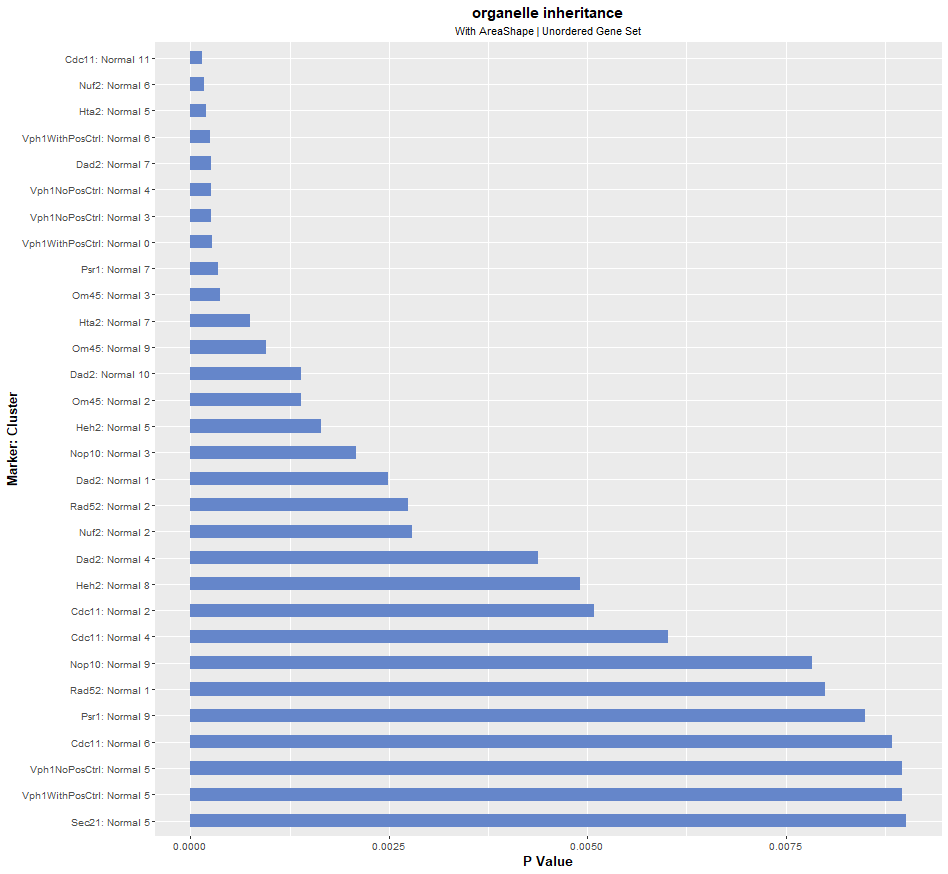 organelle inheritance
With AreaShape | Unordered Gene Set
Cdc11: Normal 11
Nuf2: Normal 6
Hta2: Normal 5
Vph1WithPosCtrl: Normal 6
Dad2: Normal 7
Vph1NoPosCtrl: Normal 4
Vph1NoPosCtrl: Normal 3
Vph1WithPosCtrl: Normal 0
Psr1: Normal 7
Om45: Normal 3
Hta2: Normal 7
Om45: Normal 9
Dad2: Normal 10
Om45: Normal 2
Heh2: Normal 5
Nop10: Normal 3
Dad2: Normal 1
Rad52: Normal 2
Nuf2: Normal 2
Dad2: Normal 4
Heh2: Normal 8
Cdc11: Normal 2
Cdc11: Normal 4
Nop10: Normal 9
Rad52: Normal 1
Psr1: Normal 9
Cdc11: Normal 6
Vph1NoPosCtrl: Normal 5
Vph1WithPosCtrl: Normal 5
Sec21: Normal 5
Marker: Cluster
0.0000 0.0025 0.0050 0.0075
P Value